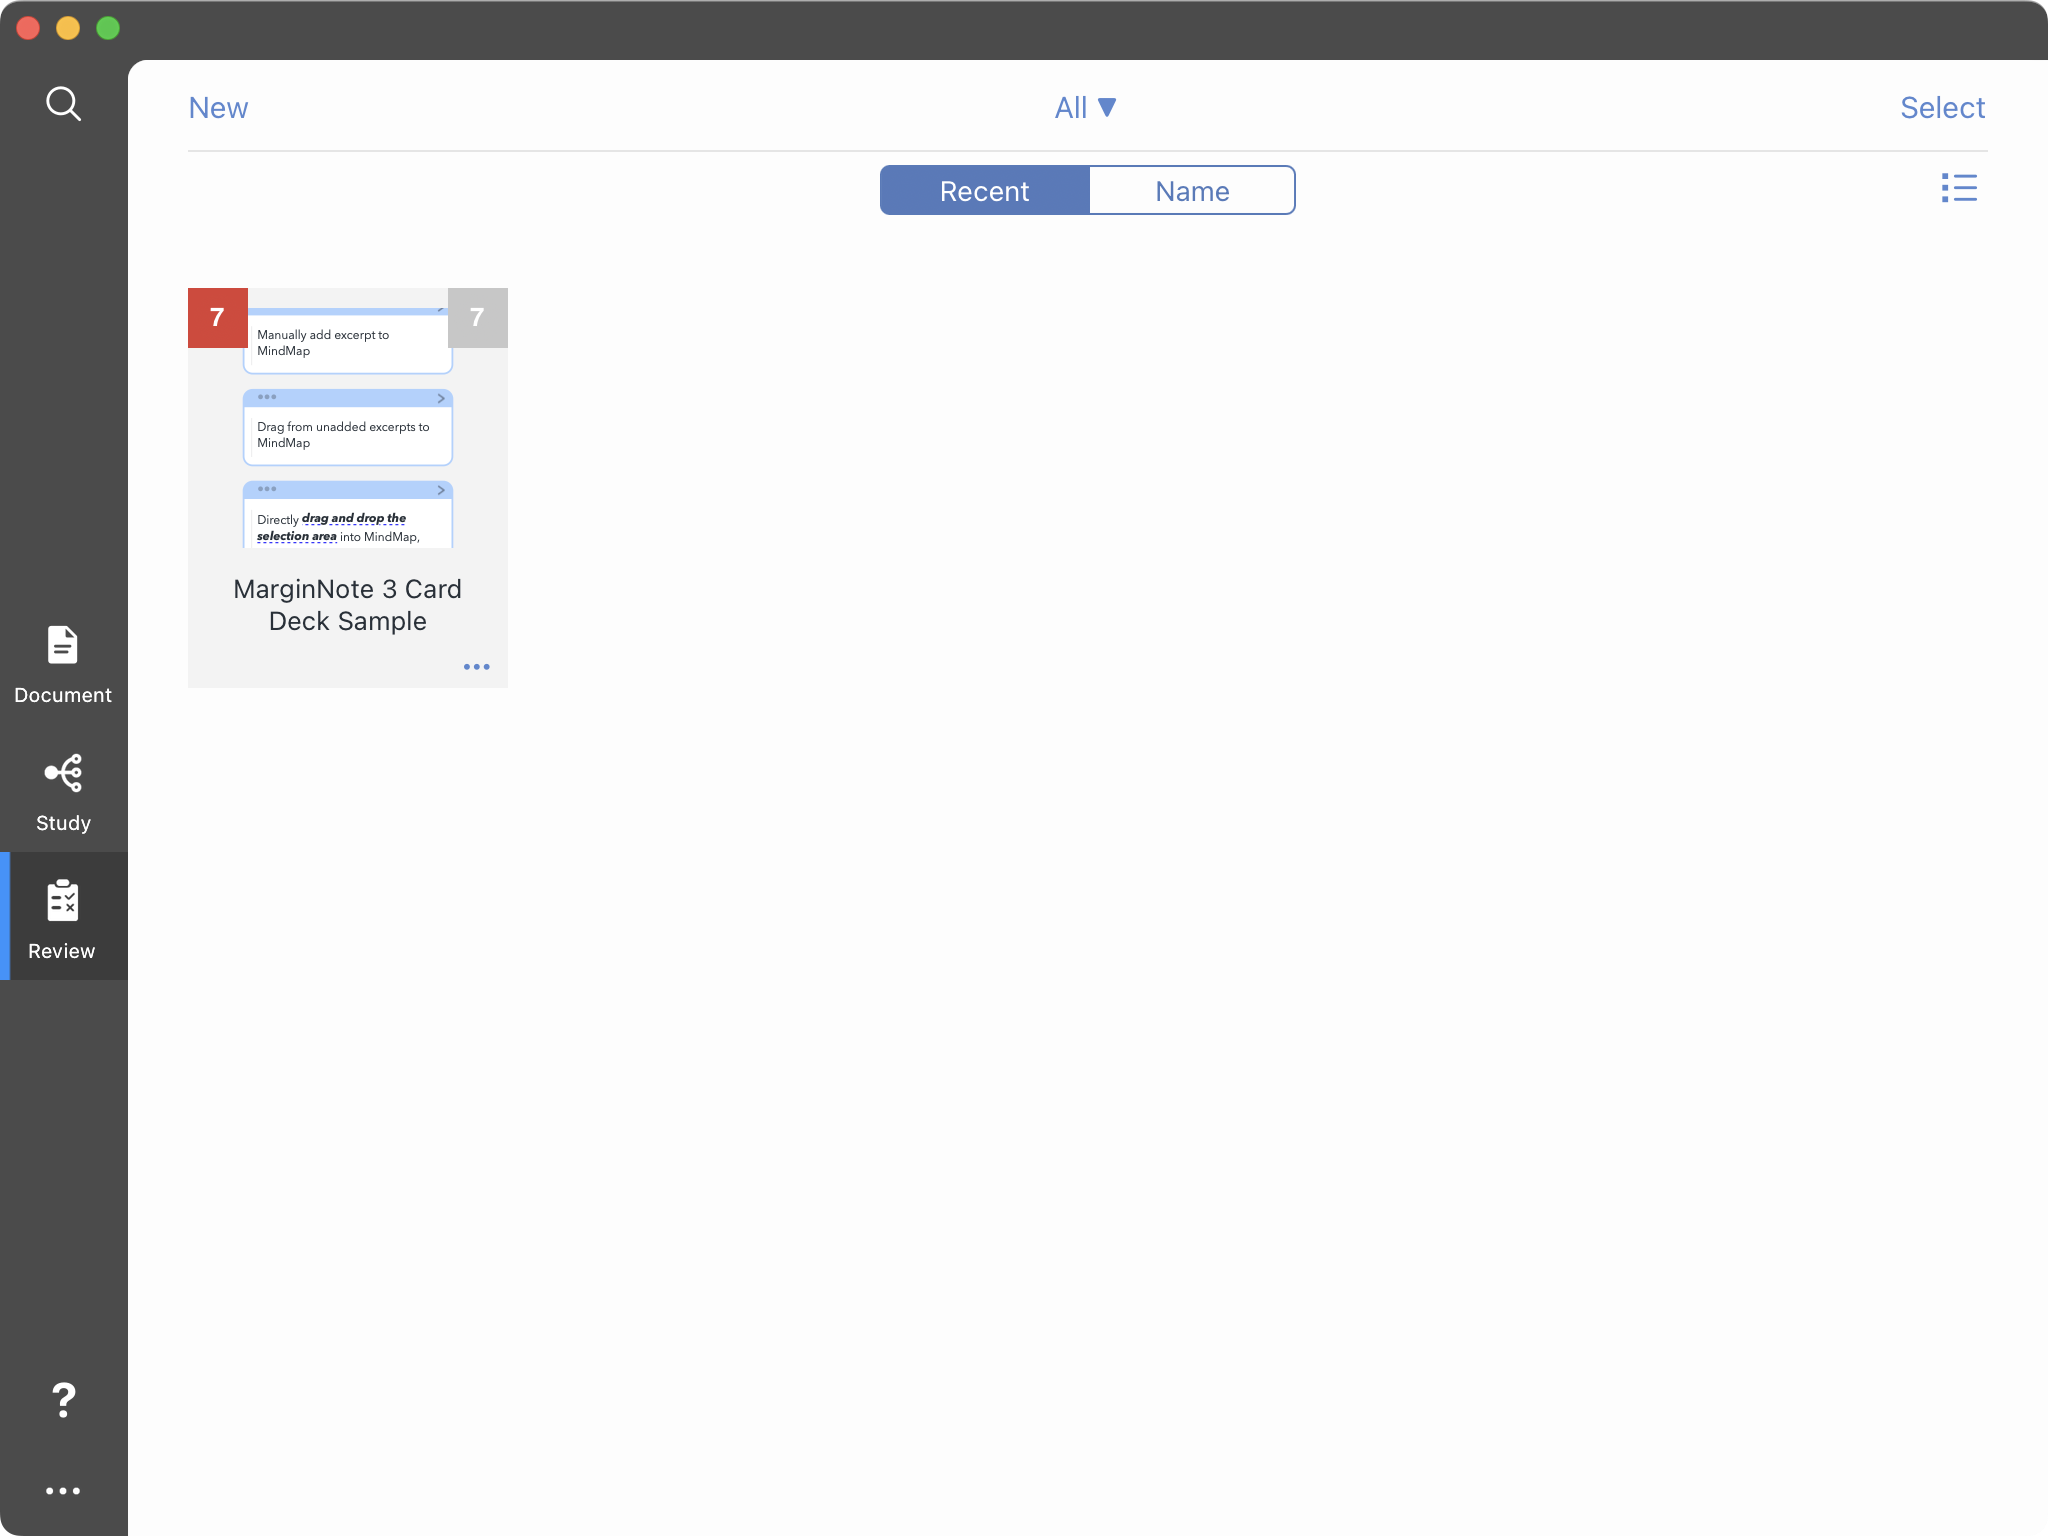 New
All ▼
Select
Recent
Name
7
7
Manually add excerpt to
MindMap
Drag from unadded excerpts to
MindMap
Directly drag and drop the
selection area into MindMap,
MarginNote 3 Card
Deck Sample
Document
Study
Review
?